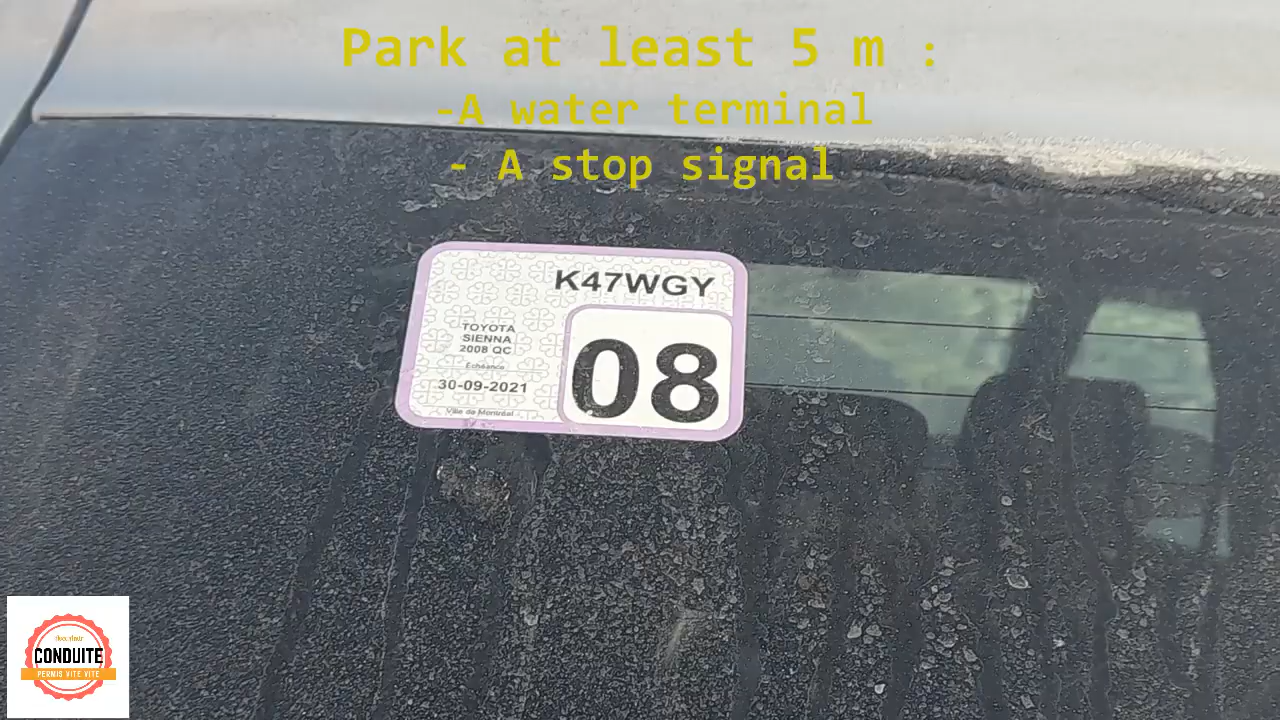 Park at least 5 m :
-A water terminal
- A stop signal
K47WGY
TOYOTA
SIENNA
2008 QC
Échéance
30-09-2021
08
Ville de Montréal
CONDUITE
PERMIS VITE VITE